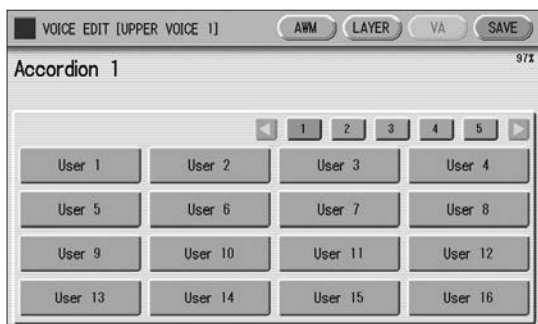 VOICE EDIT [UPPER VOICE 1] AWM LAYER VA SAVE
97%
Accordion 1
1 2 3 4 5
User 1 User 2 User 3 User 4
User 5 User 6 User 7 User 8
User 9 User 10 User 11 User 12
User 13 User 14 User 15 User 16